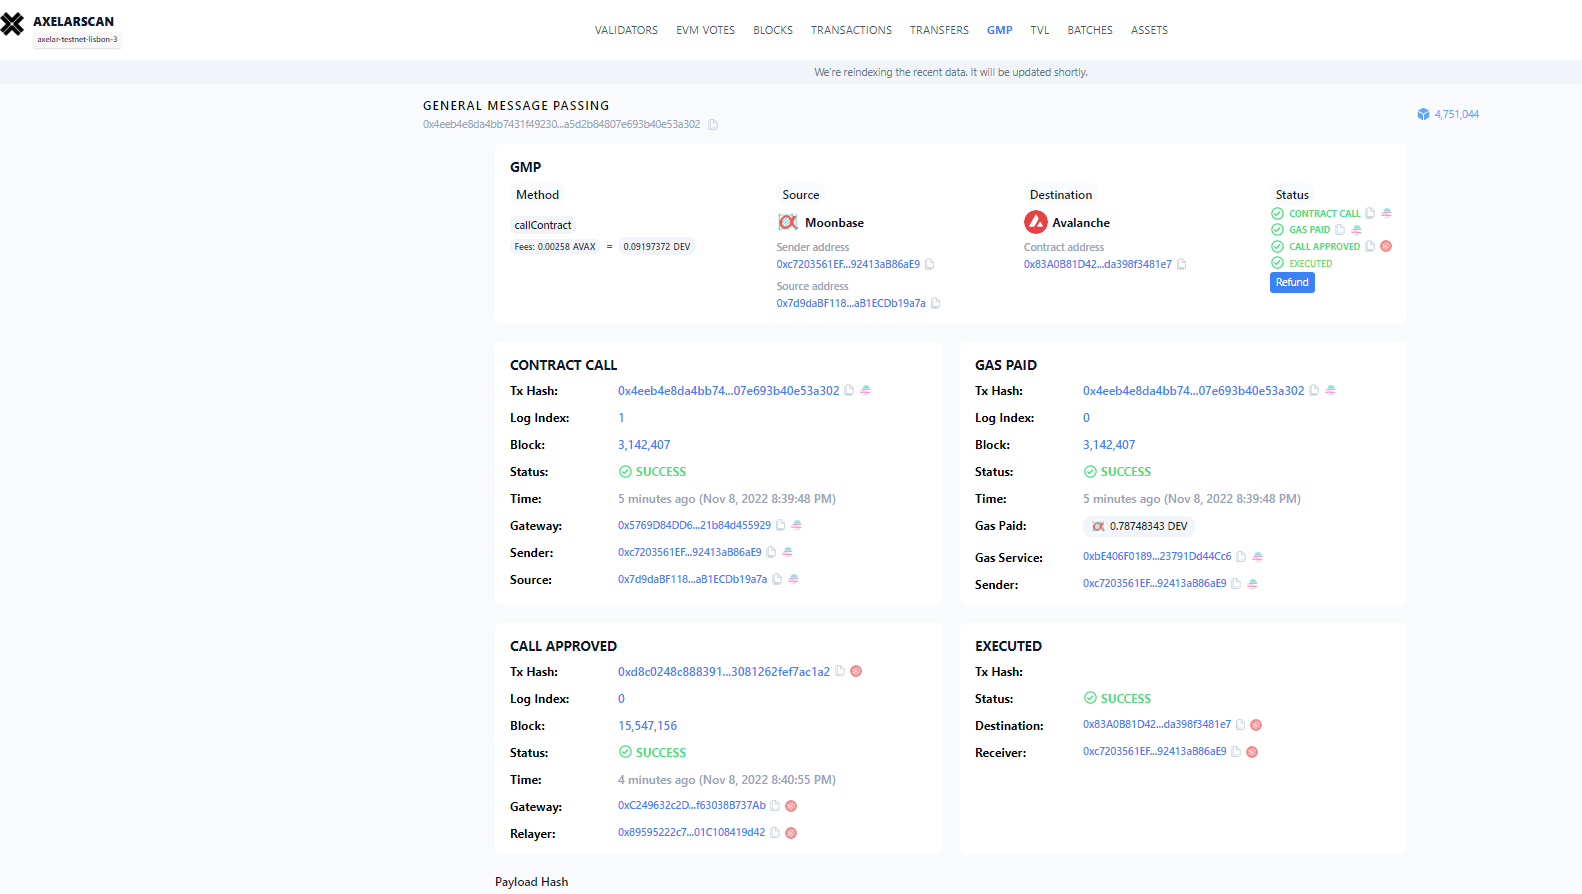 AXELARSCAN
axelar-testnet-lisbon-3
VALIDATORS EVM VOTES BLOCKS TRANSACTIONS TRANSFERS GMP TVL BATCHES ASSETS
We're reindexing the recent data. It will be updated shortly.
GENERAL MESSAGE PASSING
0x4eeb4e8da4bb7431f49230...a5d2b84807e693b40e53a302
4,751,044
GMP
Method
callContract
Fees: 0.00258 AVAX = 0.09197372 DEV
Source
Moonbase
Sender address
0xc7203561EF...92413aB86aE9
Source address
0x7d9daBF118...aB1ECDb19a7a
Destination
Avalanche
Contract address
0x83A0B81D42...da398f3481e7
Status
CONTRACT CALL
GAS PAID
CALL APPROVED
EXECUTED
Refund
CONTRACT CALL
Tx Hash: 0x4eeb4e8da4bb74...07e693b40e53a302
Log Index: 1
Block: 3,142,407
Status: SUCCESS
Time: 5 minutes ago (Nov 8, 2022 8:39:48 PM)
Gateway: 0x5769D84DD6...21b84d455929
Sender: 0xc7203561EF...92413aB86aE9
Source: 0x7d9daBF118...aB1ECDb19a7a
GAS PAID
Tx Hash: 0x4eeb4e8da4bb74...07e693b40e53a302
Log Index: 0
Block: 3,142,407
Status: SUCCESS
Time: 5 minutes ago (Nov 8, 2022 8:39:48 PM)
Gas Paid: 0.78748343 DEV
Gas Service: 0xbE406F0189...23791Dd44Cc6
Sender: 0xc7203561EF...92413aB86aE9
CALL APPROVED
Tx Hash: 0xd8c0248c888391...3081262fef7ac1a2
Log Index: 0
Block: 15,547,156
Status: SUCCESS
Time: 4 minutes ago (Nov 8, 2022 8:40:55 PM)
Gateway: 0xC249632c2D...f63038B737Ab
Relayer: 0x89595222c7...01C108419d42
EXECUTED
Tx Hash:
Status: SUCCESS
Destination: 0x83A0B81D42...da398f3481e7
Receiver: 0xc7203561EF...92413aB86aE9
Payload Hash